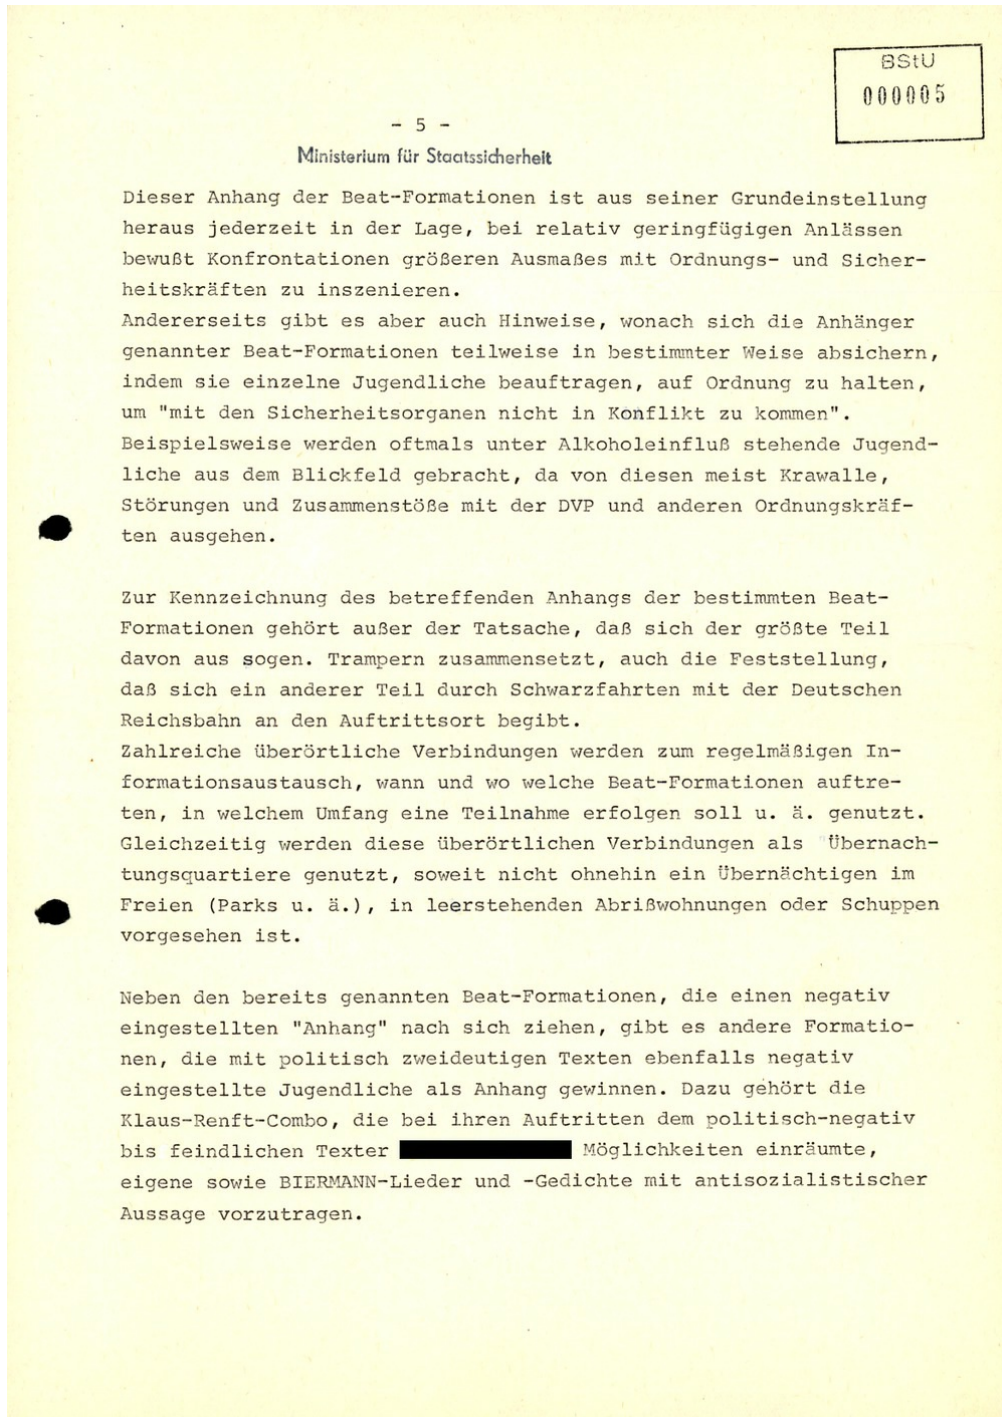 BStU
000005
- 5 -
Ministerium für Staatssicherheit
Dieser Anhang der Beat-Formationen ist aus seiner Grundeinstellung
heraus jederzeit in der Lage, bei relativ geringfügigen Anlässen
bewußt Konfrontationen größeren Ausmaßes mit Ordnungs- und Sicher-
heitskräften zu inszenieren.
Andererseits gibt es aber auch Hinweise, wonach sich die Anhänger
genannter Beat-Formationen teilweise in bestimmter Weise absichern,
indem sie einzelne Jugendliche beauftragen, auf Ordnung zu halten,
um "mit den Sicherheitsorganen nicht in Konflikt zu kommen".
Beispielsweise werden oftmals unter Alkoholeinfluß stehende Jugend-
liche aus dem Blickfeld gebracht, da von diesen meist Krawalle,
Störungen und Zusammenstöße mit der DVP und anderen Ordnungskräf-
ten ausgehen.
Zur Kennzeichnung des betreffenden Anhangs der bestimmten Beat-
Formationen gehört außer der Tatsache, daß sich der größte Teil
davon aus sogen. Trampern zusammensetzt, auch die Feststellung,
daß sich ein anderer Teil durch Schwarzfahrten mit der Deutschen
Reichsbahn an den Auftrittsort begibt.
Zahlreiche überörtliche Verbindungen werden zum regelmäßigen In-
formationsaustausch, wann und wo welche Beat-Formationen auftre-
ten, in welchem Umfang eine Teilnahme erfolgen soll u. ä. genutzt.
Gleichzeitig werden diese überörtlichen Verbindungen als Übernach-
tungsquartiere genutzt, soweit nicht ohnehin ein Übernächtigen im
Freien (Parks u. ä.), in leerstehenden Abrißwohnungen oder Schuppen
vorgesehen ist.
Neben den bereits genannten Beat-Formationen, die einen negativ
eingestellten "Anhang" nach sich ziehen, gibt es andere Formatio-
nen, die mit politisch zweideutigen Texten ebenfalls negativ
eingestellte Jugendliche als Anhang gewinnen. Dazu gehört die
Klaus-Renft-Combo, die bei ihren Auftritten dem politisch-negativ
bis feindlichen Texter Möglichkeiten einräumte,
eigene sowie BIERMANN-Lieder und -Gedichte mit antisozialistischer
Aussage vorzutragen.